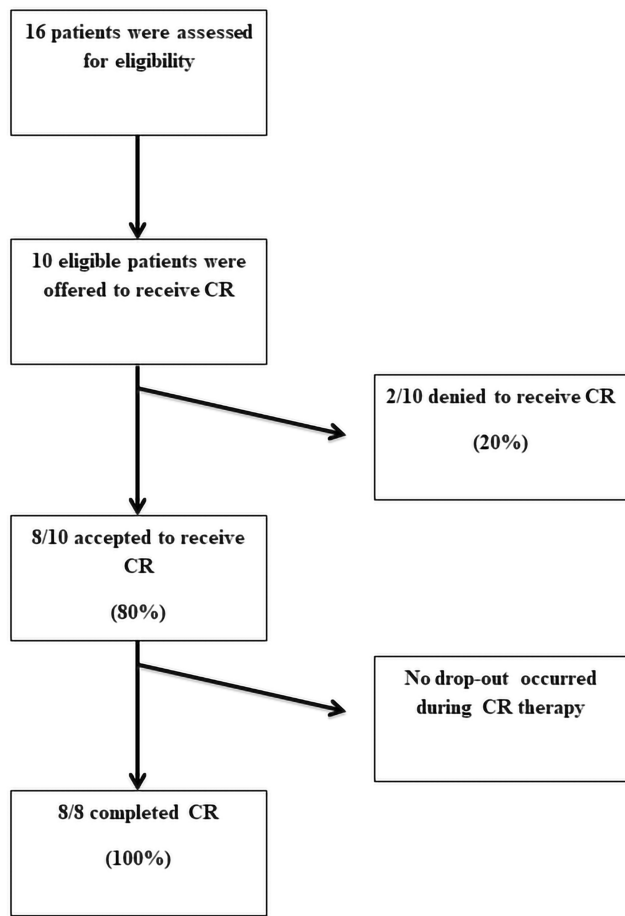 16 patients were assessed
for eligibility
10 eligible patients were
offered to receive CR
2/10 denied to receive CR
(20%)
8/10 accepted to receive
CR
(80%)
No drop-out occurred
during CR therapy
8/8 completed CR
(100%)